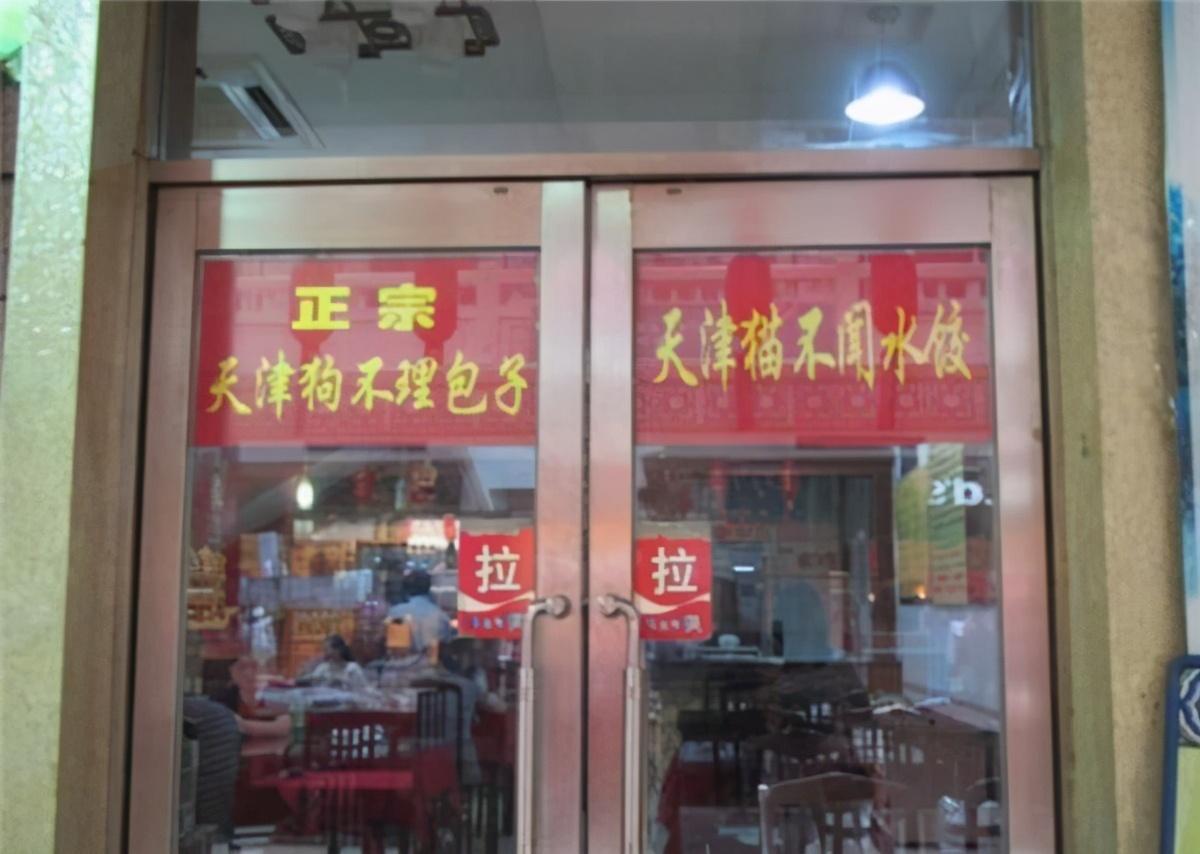 正宗
天津狗不理包子
天津猫不闻水饺
拉
拉
d's